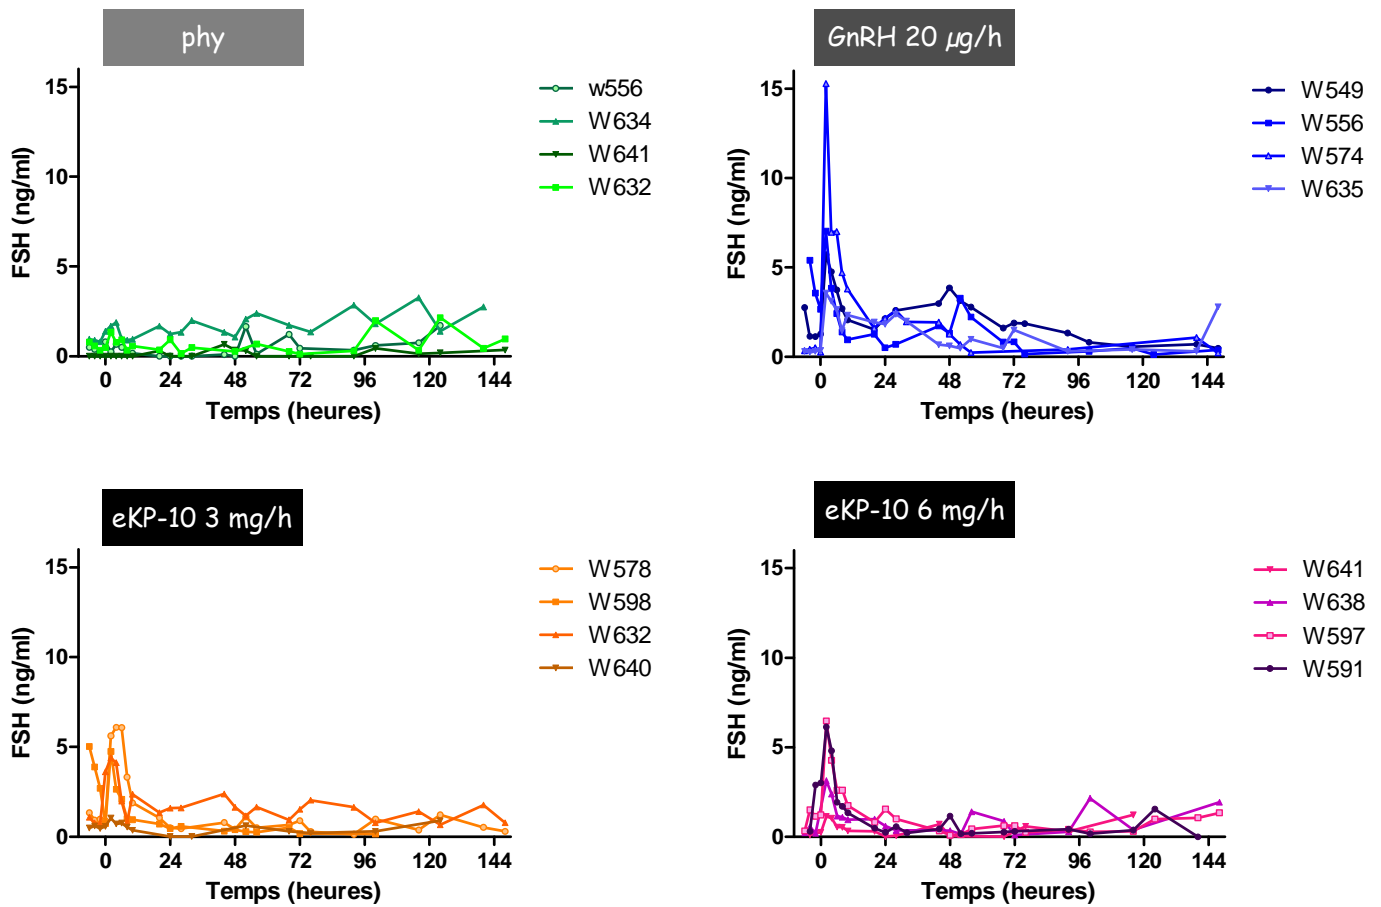 phy
FSH (ng/ml)
15
10
5
0
0 24 48 72 96 120 144
Temps (heures)
w556
W634
W641
W632
GnRH 20 µg/h
FSH (ng/ml)
15
10
5
0
0 24 48 72 96 120 144
Temps (heures)
W549
W556
W574
W635
eKP-10 3 mg/h
FSH (ng/ml)
15
10
5
0
0 24 48 72 96 120 144
Temps (heures)
W578
W598
W632
W640
eKP-10 6 mg/h
FSH (ng/ml)
15
10
5
0
0 24 48 72 96 120 144
Temps (heures)
W641
W638
W597
W591